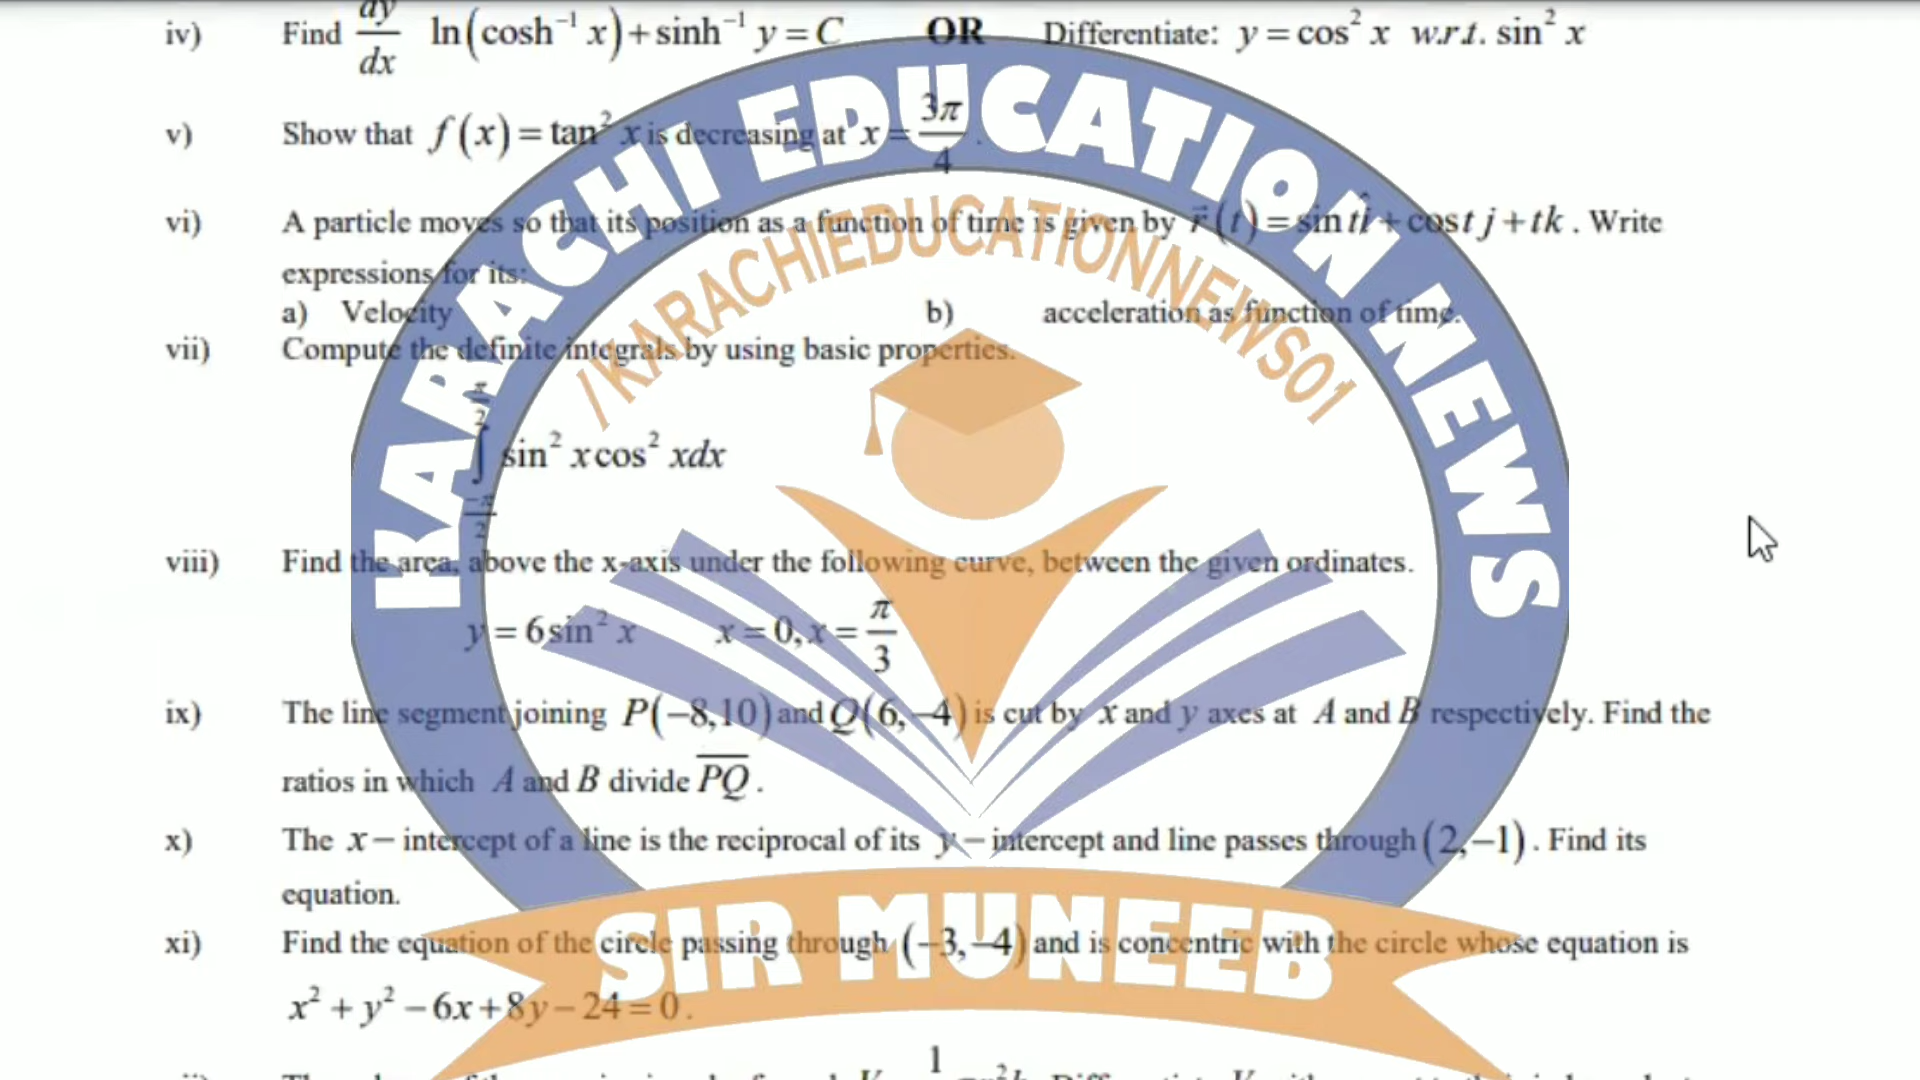 iv) Find dy/dx ln(cosh⁻¹ x) + sinh⁻¹ y = C OR Differentiate: y = cos² x w.r.t. sin² x
v) Show that f(x) = tan² x is decreasing at x = 3π/4 .
vi) A particle moves so that its position as a function of time is given by r⃗(t) = sin tî + cos t j + tk . Write
expressions for its:
a) Velocity b) acceleration as function of time.
vii) Compute the definite integrals by using basic properties.
∫_{-π/2}^{π/2} sin² x cos² xdx
viii) Find the area, above the x-axis under the following curve, between the given ordinates.
y = 6 sin² x x = 0, x = π/3
ix) The line segment joining P(−8,10) and Q(6,−4) is cut by x and y axes at A and B respectively. Find the
ratios in which A and B divide P̅Q̅ .
x) The x − intercept of a line is the reciprocal of its y − intercept and line passes through (2,−1) . Find its
equation.
xi) Find the equation of the circle passing through (−3,−4) and is concentric with the circle whose equation is
x² + y² − 6x + 8y − 24 = 0 .
KARACHI EDUCATION NEWS
/KARACHIEDUCATIONNEWS01
SIR MUNEEB